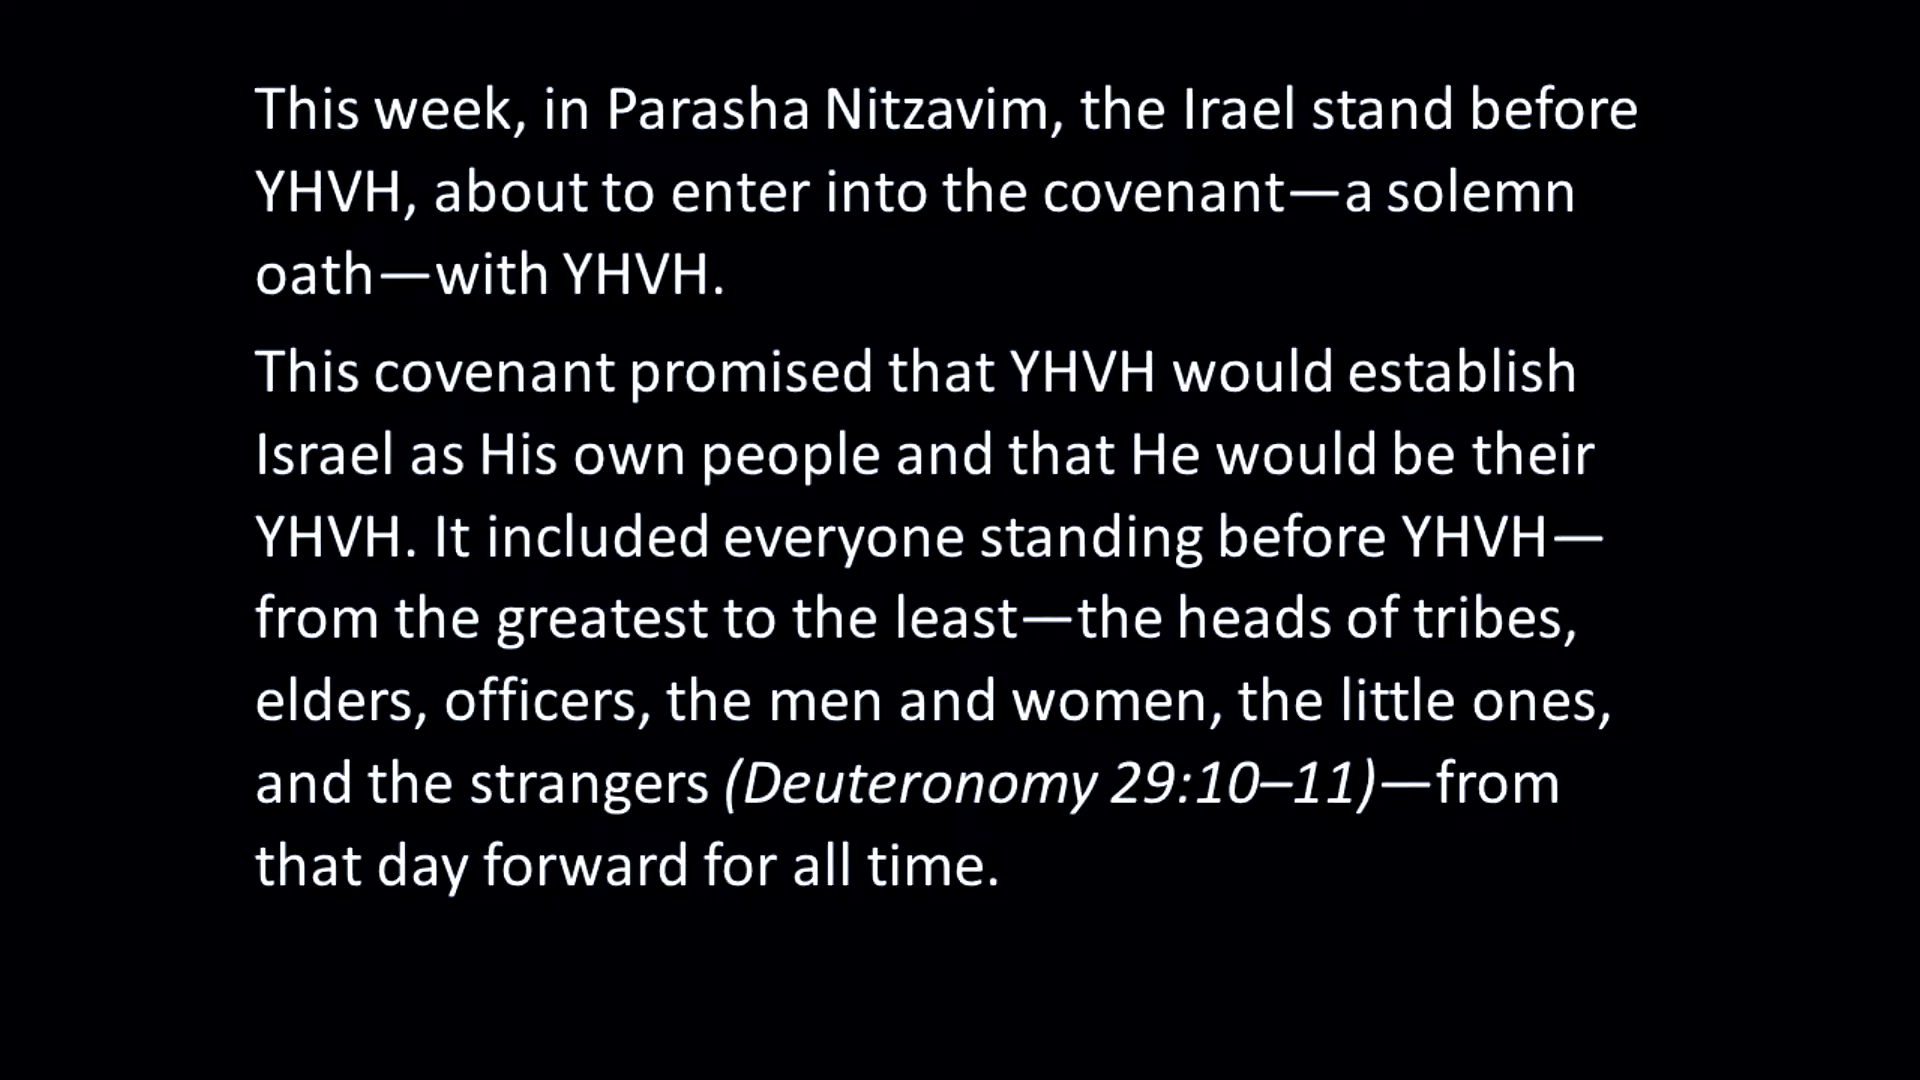 This week, in Parasha Nitzavim, the Irael stand before
YHVH, about to enter into the covenant—a solemn
oath—with YHVH.
This covenant promised that YHVH would establish
Israel as His own people and that He would be their
YHVH. It included everyone standing before YHVH—
from the greatest to the least—the heads of tribes,
elders, officers, the men and women, the little ones,
and the strangers (Deuteronomy 29:10–11)—from
that day forward for all time.